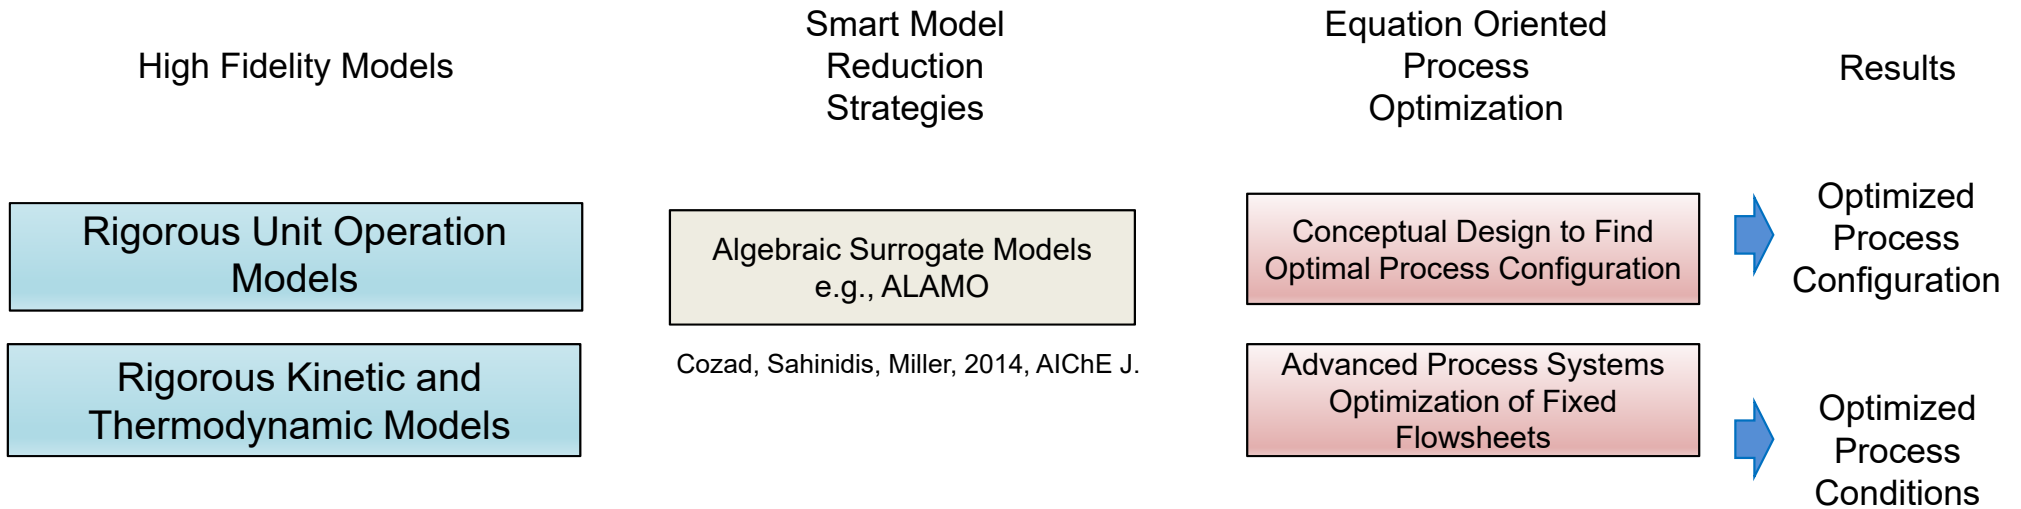 High Fidelity Models
Smart Model
Reduction
Strategies
Equation Oriented
Process
Optimization
Results
Rigorous Unit Operation
Models
Rigorous Kinetic and
Thermodynamic Models
Algebraic Surrogate Models
e.g., ALAMO
Cozad, Sahinidis, Miller, 2014, AIChE J.
Conceptual Design to Find
Optimal Process Configuration
Advanced Process Systems
Optimization of Fixed
Flowsheets
Optimized
Process
Configuration
Optimized
Process
Conditions